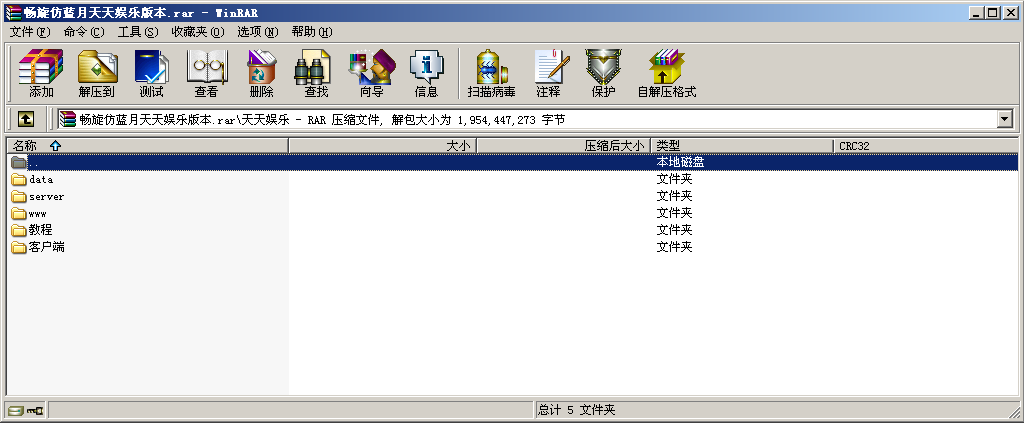 畅旋仿蓝月天天娱乐版本.rar - WinRAR
文件(F) 命令(C) 工具(S) 收藏夹(O) 选项(N) 帮助(H)
添加 解压到 测试 查看 删除 查找 向导 信息 扫描病毒 注释 保护 自解压格式
畅旋仿蓝月天天娱乐版本.rar\天天娱乐 - RAR 压缩文件, 解包大小为 1,954,447,273 字节
名称 大小 压缩后大小 类型 CRC32
.. 本地磁盘
data 文件夹
server 文件夹
www 文件夹
教程 文件夹
客户端 文件夹
总计 5 文件夹